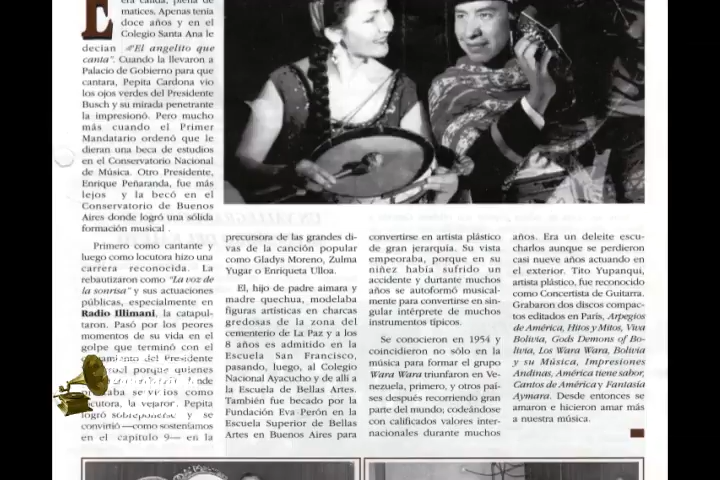 E
era cálida, plena de
matices. Apenas tenía
doce años y en el
Colegio Santa Ana le
decían "El angelito que
canta". Cuando la llevaron a
Palacio de Gobierno para que
cantara, Pepita Cardona vio
los ojos verdes del Presidente
Busch y su mirada penetrante
la impresionó. Pero mucho
más cuando el Primer
Mandatario ordenó que le
dieran una beca de estudios
en el Conservatorio Nacional
de Música. Otro Presidente,
Enrique Peñaranda, fue más
lejos y la becó en el
Conservatorio de Buenos
Aires donde logró una sólida
formación musical .
Primero como cantante y
luego como locutora hizo una
carrera reconocida. La
rebautizaron como "La voz de
la sonrisa" y sus actuaciones
públicas, especialmente en
Radio Illimani, la catapul-
taron. Pasó por los peores
momentos de su vida en el
golpe que terminó con el
del Presidente
porque quienes
como
locutora, la
Pepita
logró sobreponerse y se
convirtió —como sosteníamos
en el capítulo 9— en la
precursora de las grandes di-
vas de la canción popular
como Gladys Moreno, Zulma
Yugar o Enriqueta Ulloa.
El, hijo de padre aimara y
madre quechua, modelaba
figuras artísticas en charcas
gredosas de la zona del
cementerio de La Paz y a los
8 años es admitido en la
Escuela San Francisco,
pasando, luego, al Colegio
Nacional Ayacucho y de allí a
la Escuela de Bellas Artes.
También fue becado por la
Fundación Eva Perón en la
Escuela Superior de Bellas
Artes en Buenos Aires para
convertirse en artista plástico
de gran jerarquía. Su vista
empeoraba, porque en su
niñez había sufrido un
accidente y durante muchos
años se autoformó musical-
mente para convertirse en sin-
gular intérprete de muchos
instrumentos típicos.
Se conocieron en 1954 y
coincidieron no sólo en la
música para formar el grupo
Wara Wara triunfaron en Ve-
nezuela, primero, y otros paí-
ses después recorriendo gran
parte del mundo; codeándose
con calificados valores inter-
nacionales durante muchos
años. Era un deleite escu-
charlos aunque se perdieron
casi nueve años actuando en
el exterior. Tito Yupanqui,
artista plástico, fue reconocido
como Concertista de Guitarra.
Grabaron dos discos compac-
tos editados en París, Arpegios
de América, Hitos y Mitos, Viva
Bolivia, Gods Demons of Bo-
livia, Los Wara Wara, Bolivia
y su Música, Impresiones
Andinas, América tiene sabor,
Cantos de América y Fantasía
Aymara. Desde entonces se
amaron e hicieron amar más
a nuestra música.